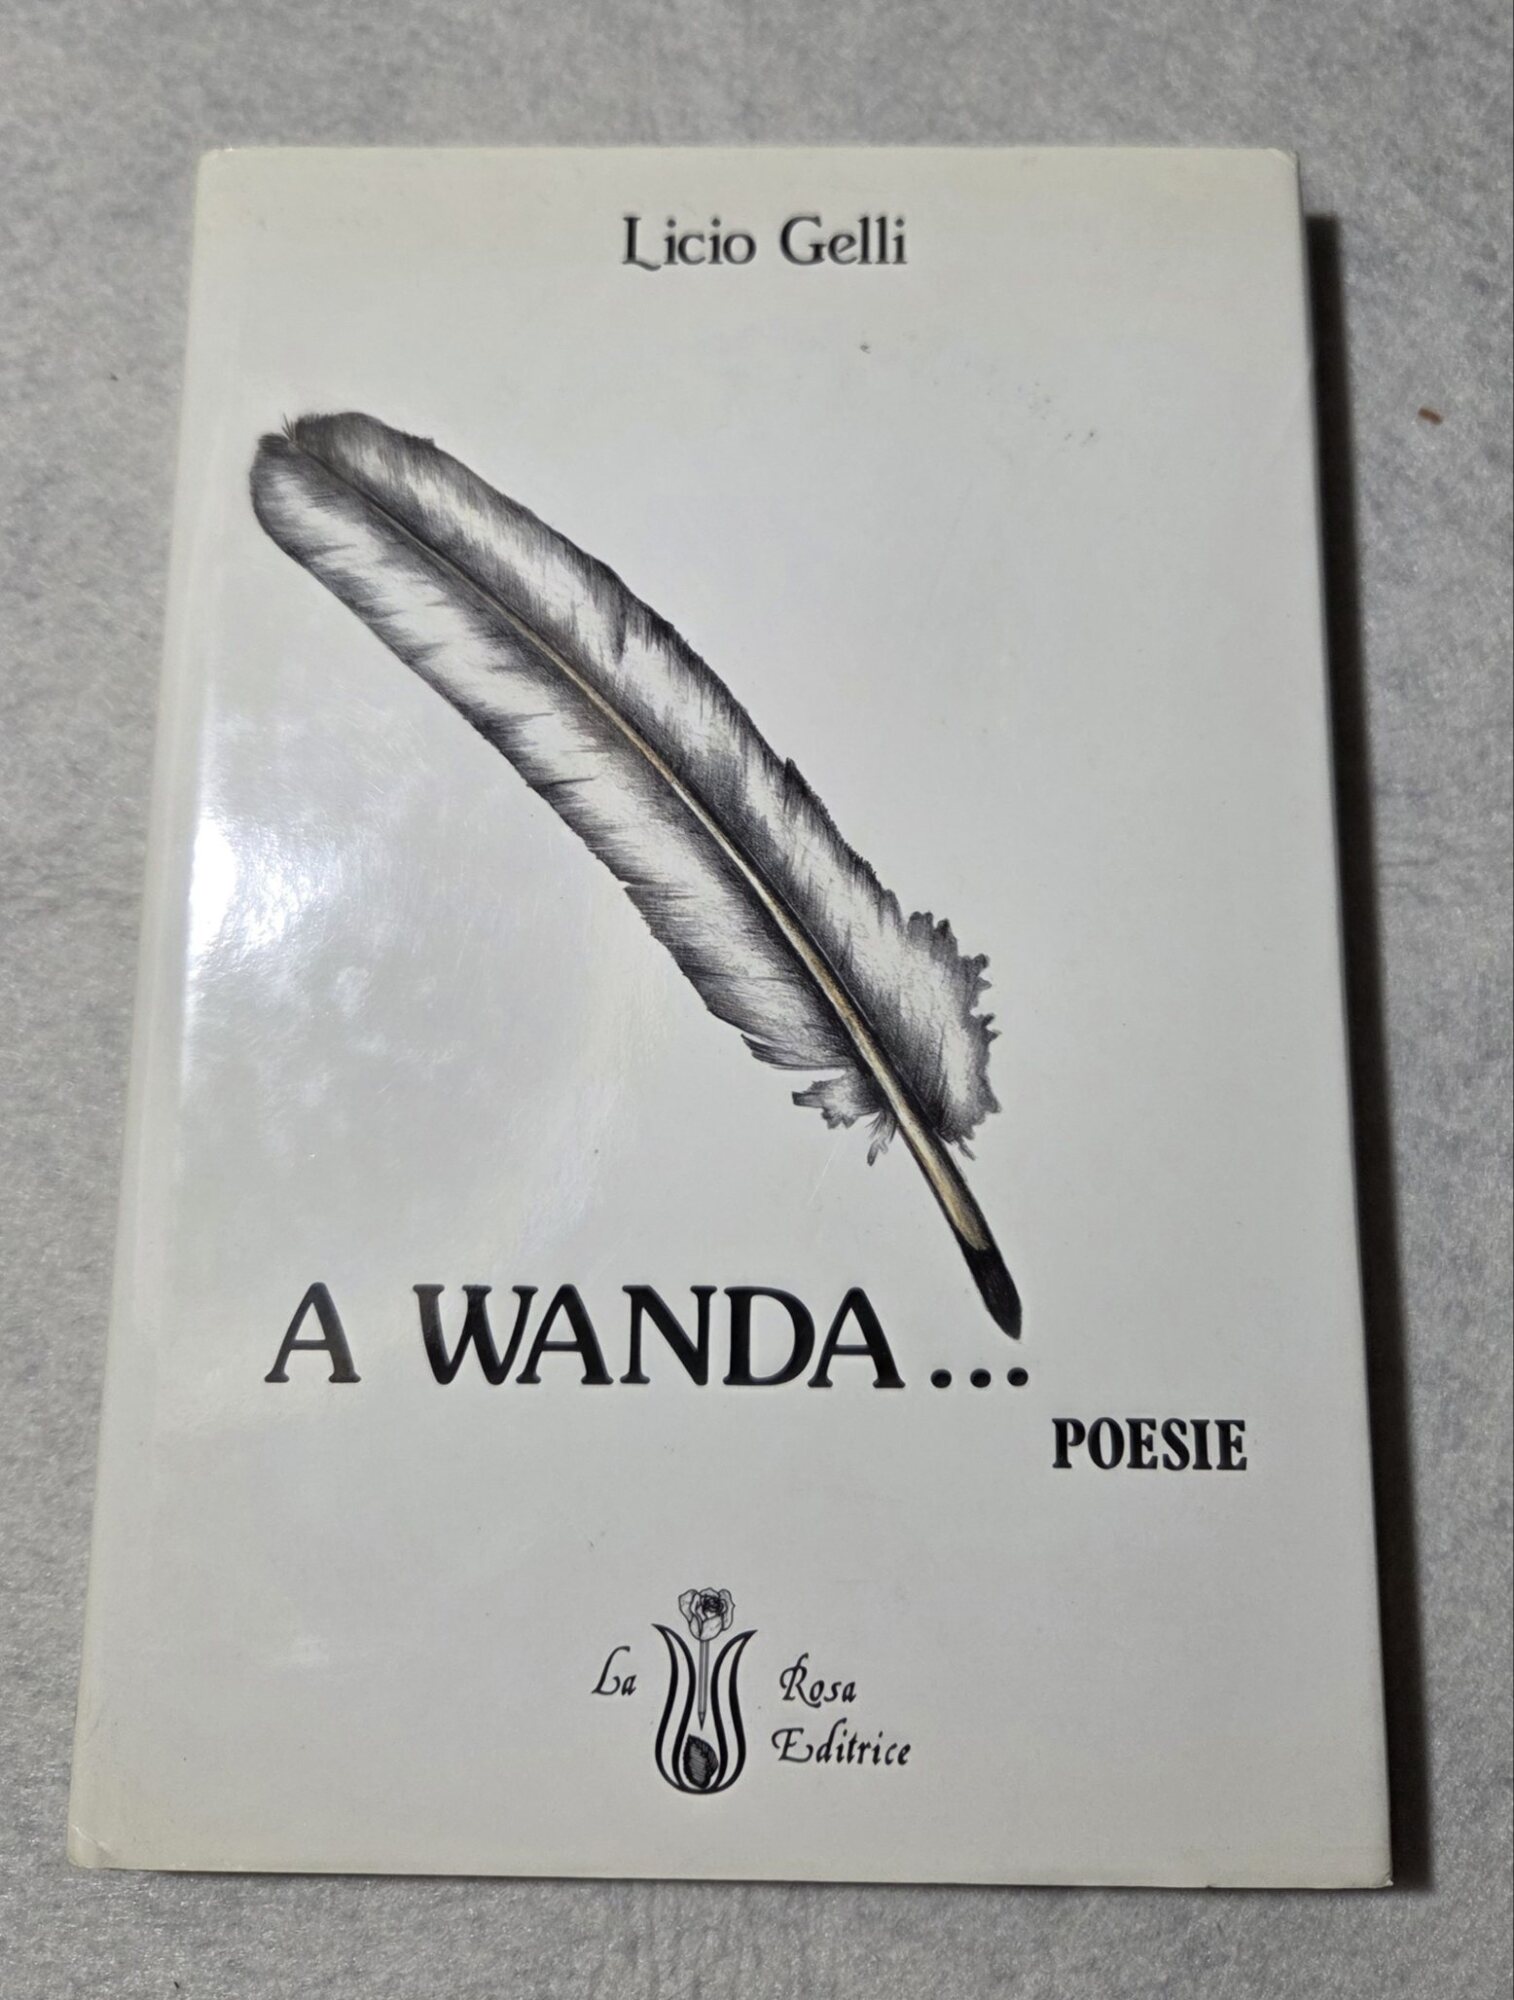 Licio Gelli
A WANDA...
POESIE
La Rosa
Editrice